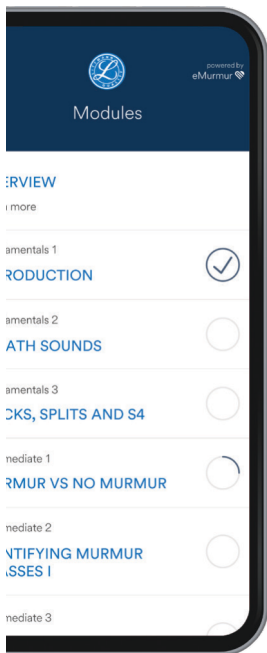 powered by
eMurmur
Modules
ERVIEW
more
amentals 1
RODUCTION
amentals 2
ATH SOUNDS
amentals 3
CKS, SPLITS AND S4
mediate 1
RMUR VS NO MURMUR
mediate 2
NTIFYING MURMUR
ASSES I
mediate 3